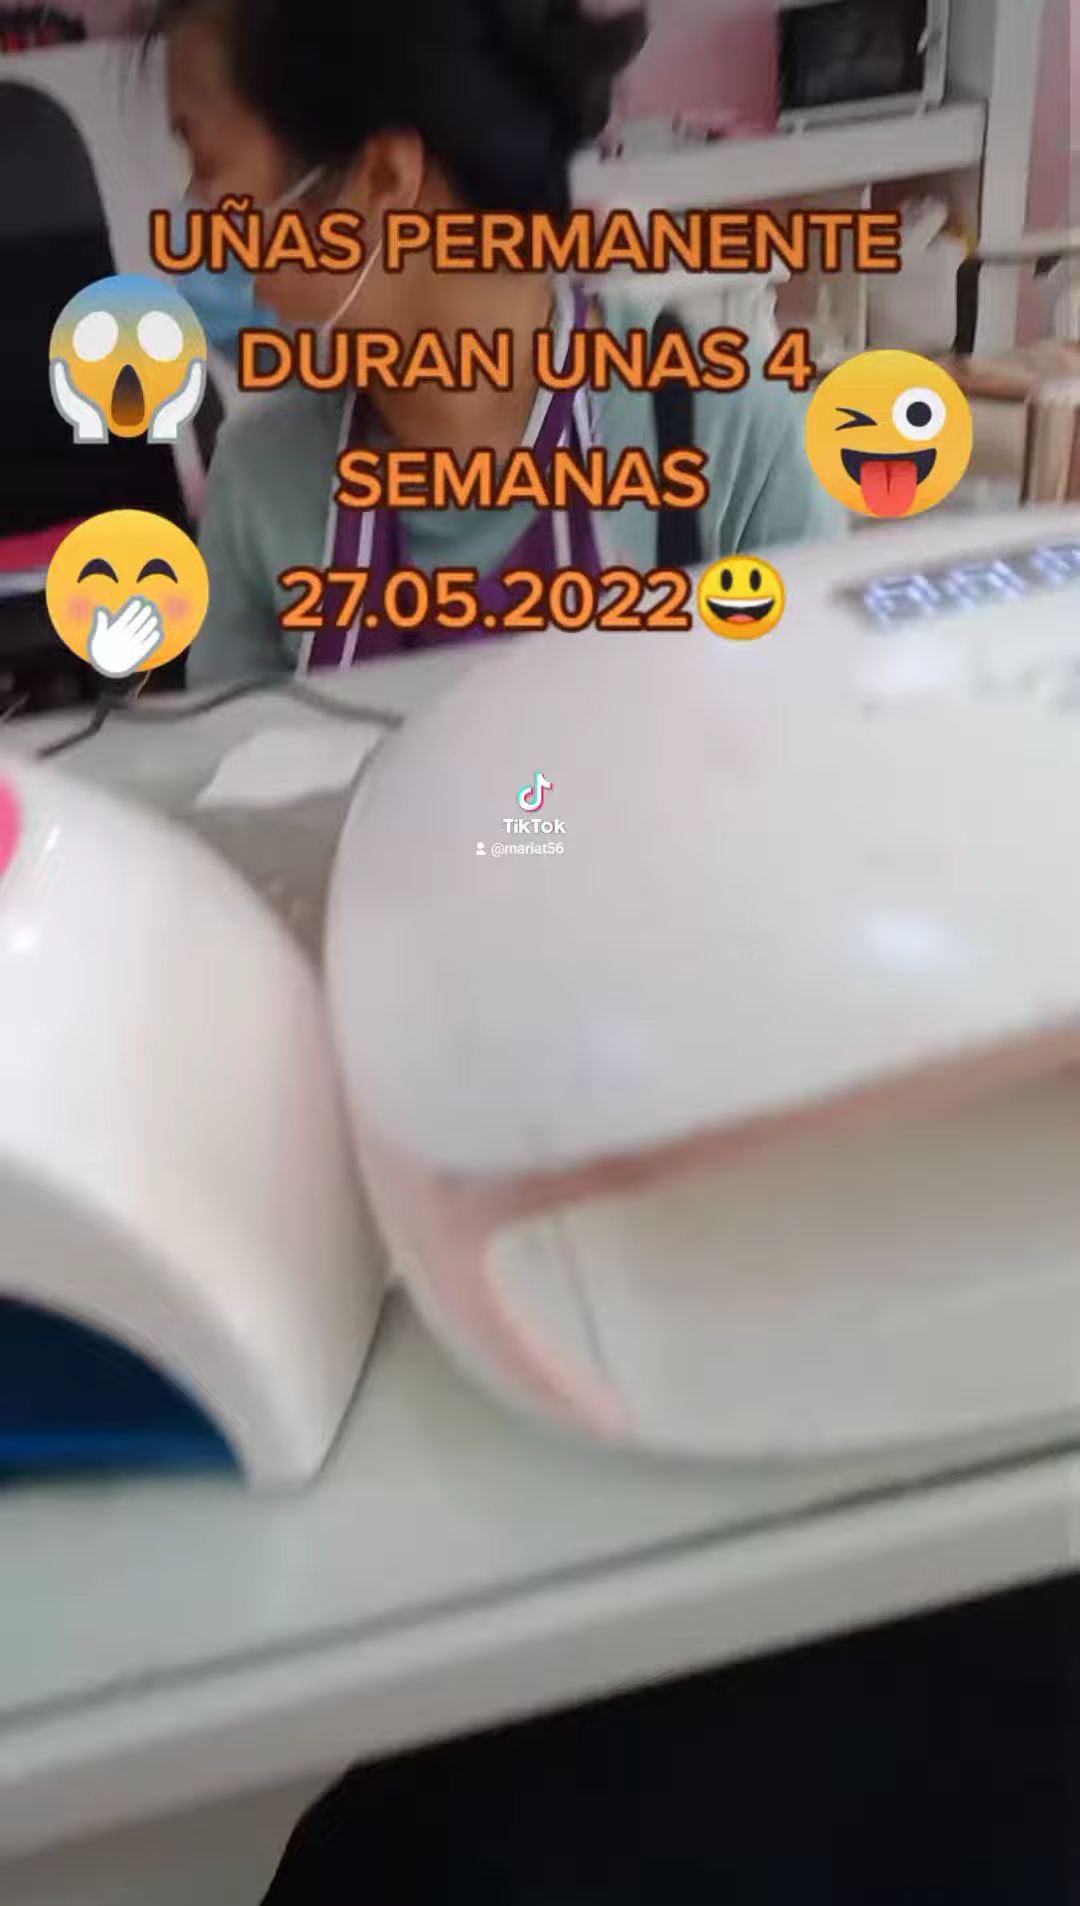 UÑAS PERMANENTE
DURAN UNAS 4
SEMANAS
27.05.2022
TikTok
@mariat56